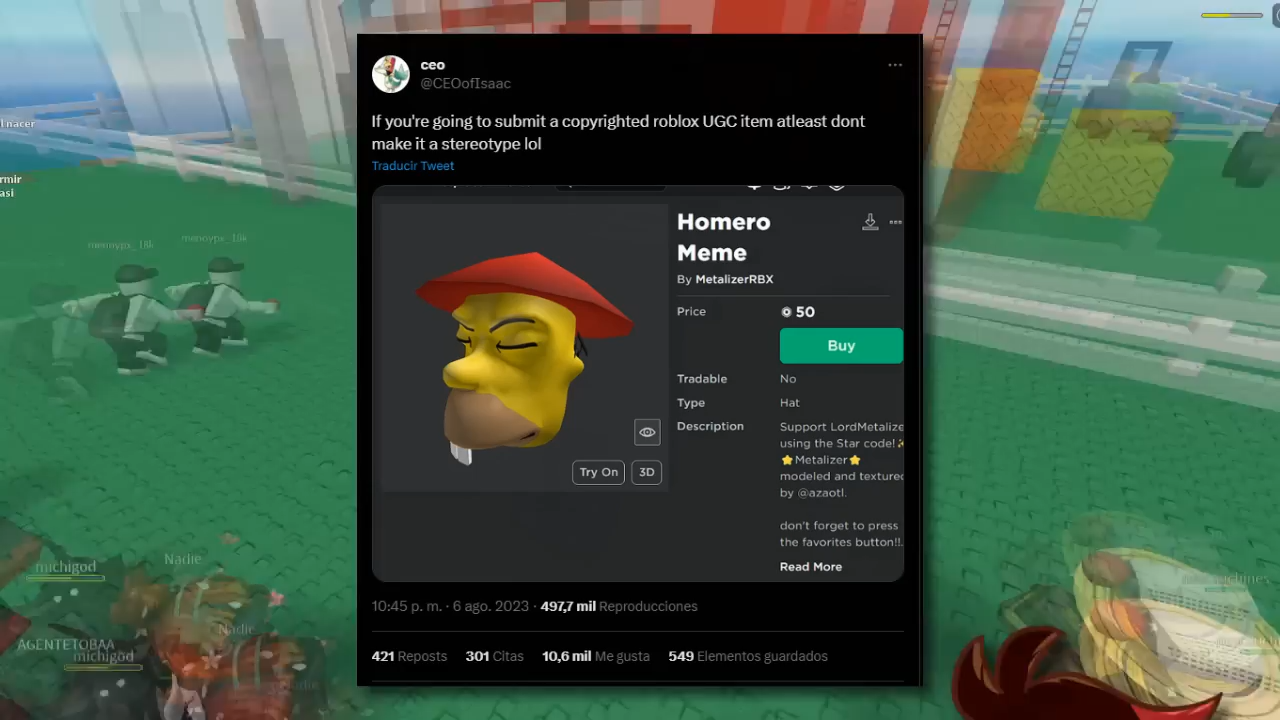 ceo
@CEOofIsaac
If you're going to submit a copyrighted roblox UGC item atleast dont
make it a stereotype lol
Traducir Tweet
Homero
Meme
By MetalizerRBX
Price 50
Buy
Tradable No
Type Hat
Description Support LordMetalize
using the Star code!
⭐Metalizer⭐
modeled and texture
by @azaotl.
don't forget to press
the favorites button!!.
Read More
Try On 3D
10:45 p. m. · 6 ago. 2023 · 497,7 mil Reproducciones
421 Reposts 301 Citas 10,6 mil Me gusta 549 Elementos guardados
nacer
rmir
asi
michigod
Nadie
AGENTETOBAA
michigod
Nadie